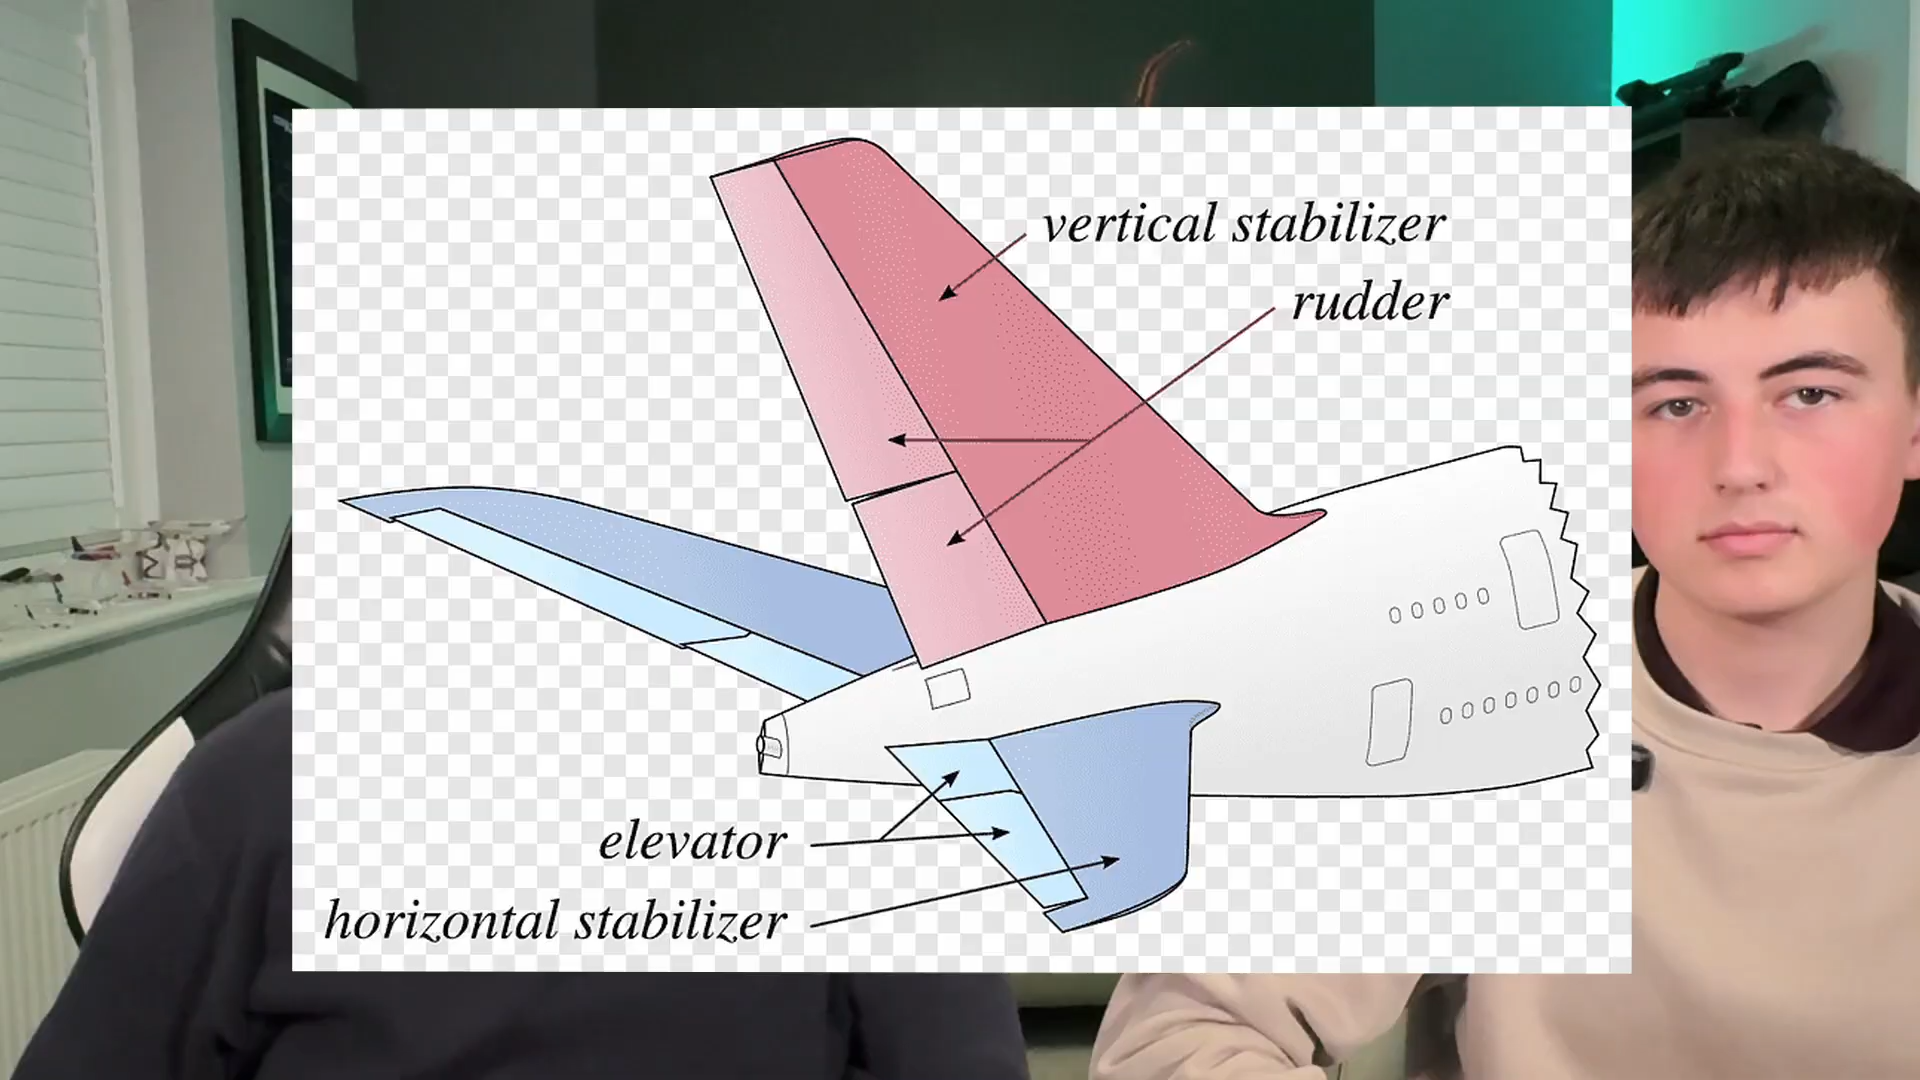 vertical stabilizer
rudder
elevator
horizontal stabilizer